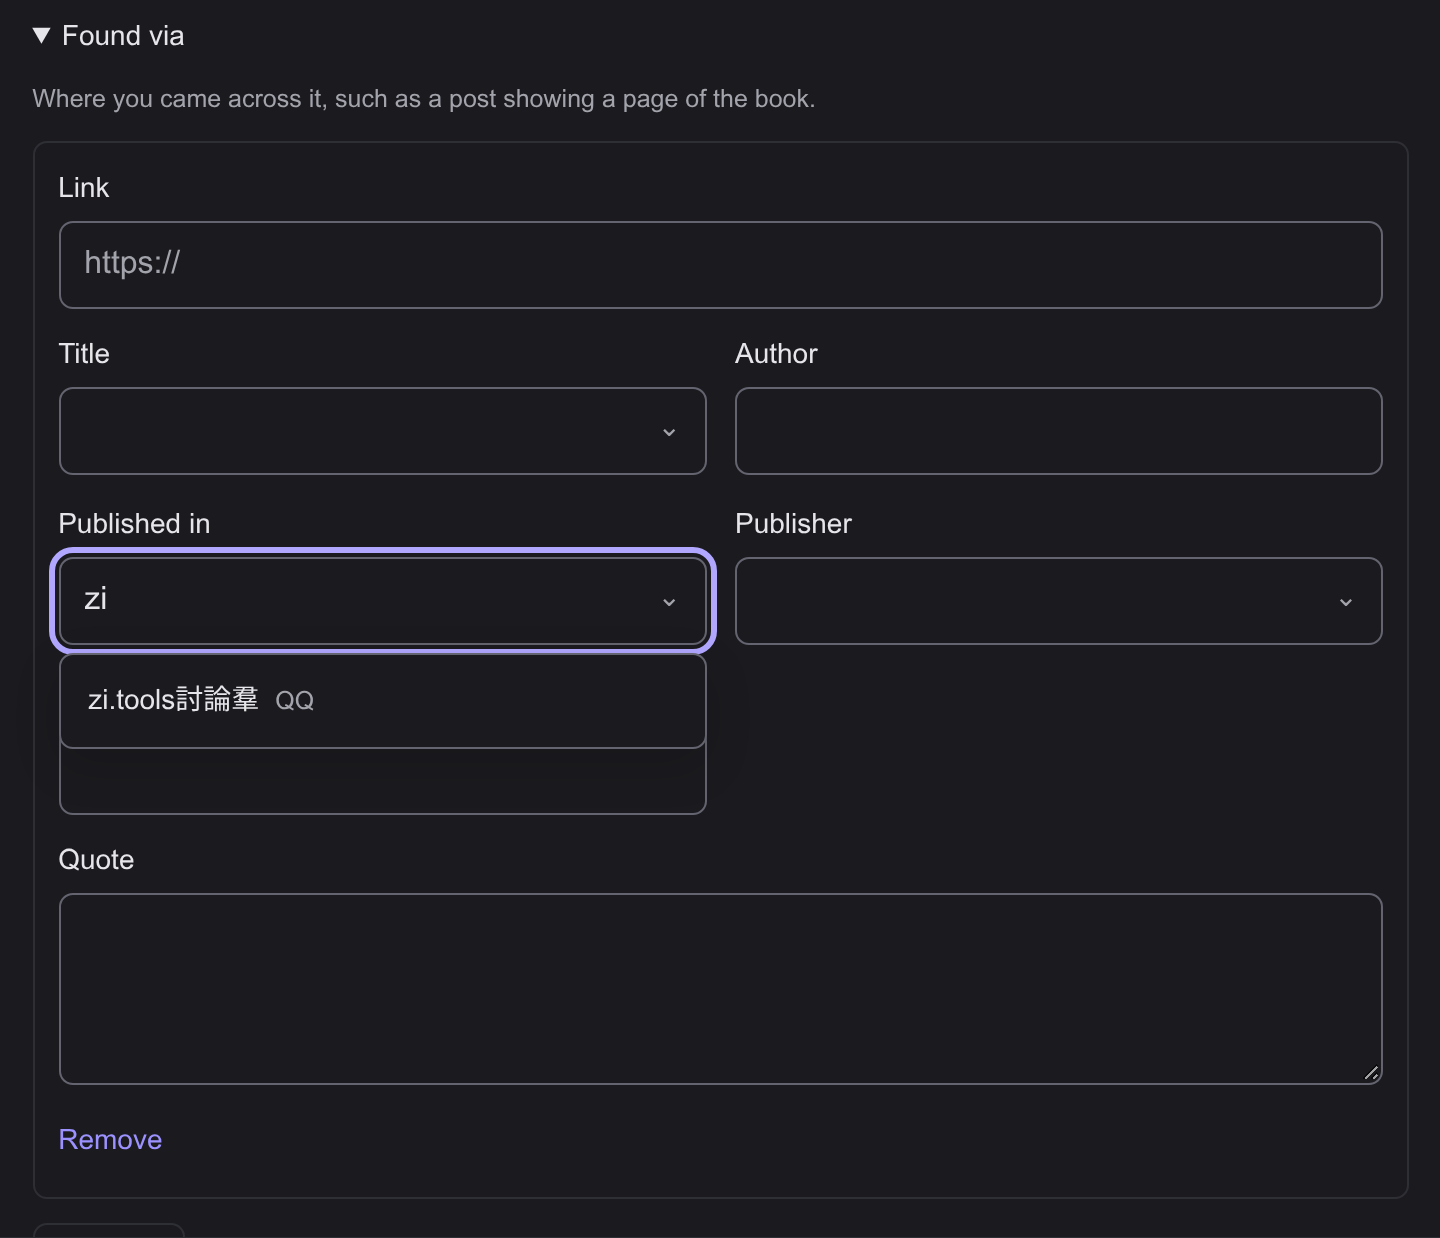 ▼ Found via
Where you came across it, such as a post showing a page of the book.
Link
https://
Title
Author
Published in
Publisher
zi
zi.tools討論羣 QQ
Quote
Remove